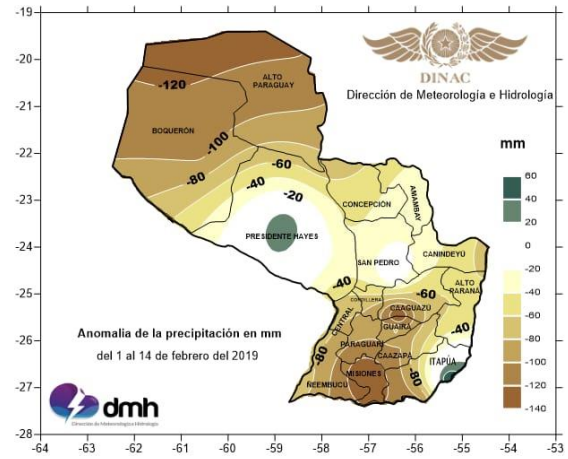 -19
-20
-21
-22
-23
-24
-25
-26
-27
-28
-64
-63
-62
-61
-60
-59
-58
-57
-56
-55
-54
-53
DINAC
Dirección de Meteorología e Hidrología
mm
60
40
20
0
-20
-40
-60
-80
-100
-120
-140
-120
ALTO
PARAGUAY
BOQUERÓN
-100
-80
-60
-40
-20
CONCEPCIÓN
AMAMBAY
PRESIDENTE HAYES
SAN PEDRO
CANINDEYÚ
-40
-60
ALTO
PARANÁ
CORDILLERA
CAAGUAZÚ
CENTRAL
GUAIRÁ
-40
-80
PARAGUARÍ
CAAZAPÁ
ITAPÚA
MISIONES
-80
ÑEEMBUCÚ
Anomalia de la precipitación en mm
del 1 al 14 de febrero del 2019
dmh
Dirección de Meteorología e Hidrología